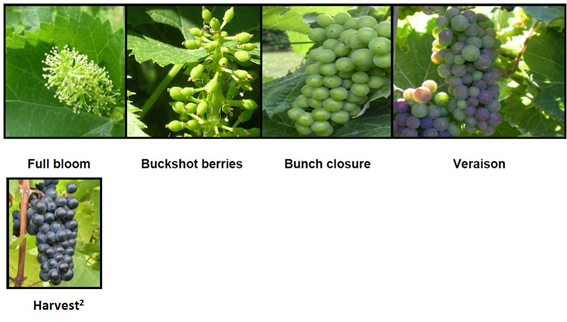 Full bloom
Buckshot berries
Bunch closure
Veraison
Harvest²